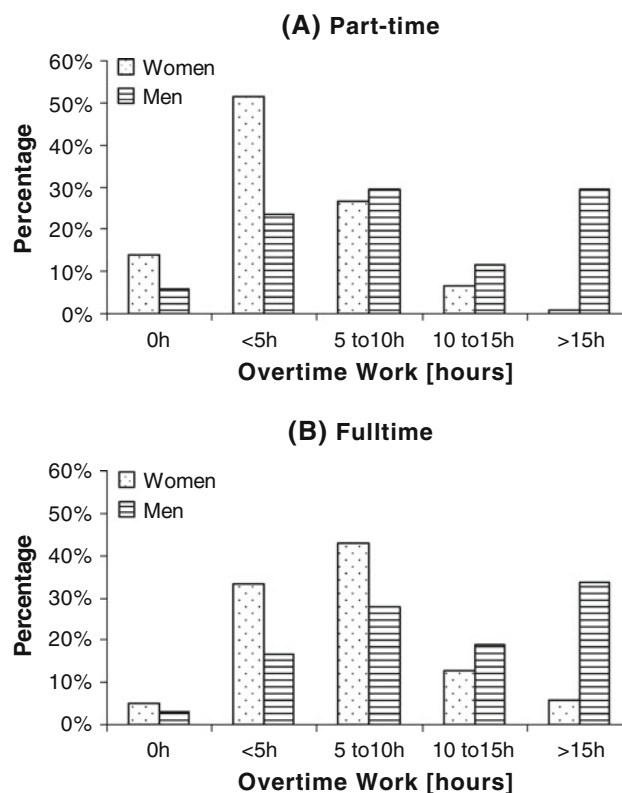 (A) Part-time
60%
50%
40%
30%
20%
10%
0%
Percentage
Women
Men
0h
<5h
5 to10h
10 to15h
>15h
Overtime Work [hours]
(B) Fulltime
60%
50%
40%
30%
20%
10%
0%
Percentage
Women
Men
0h
<5h
5 to10h
10 to15h
>15h
Overtime Work [hours]